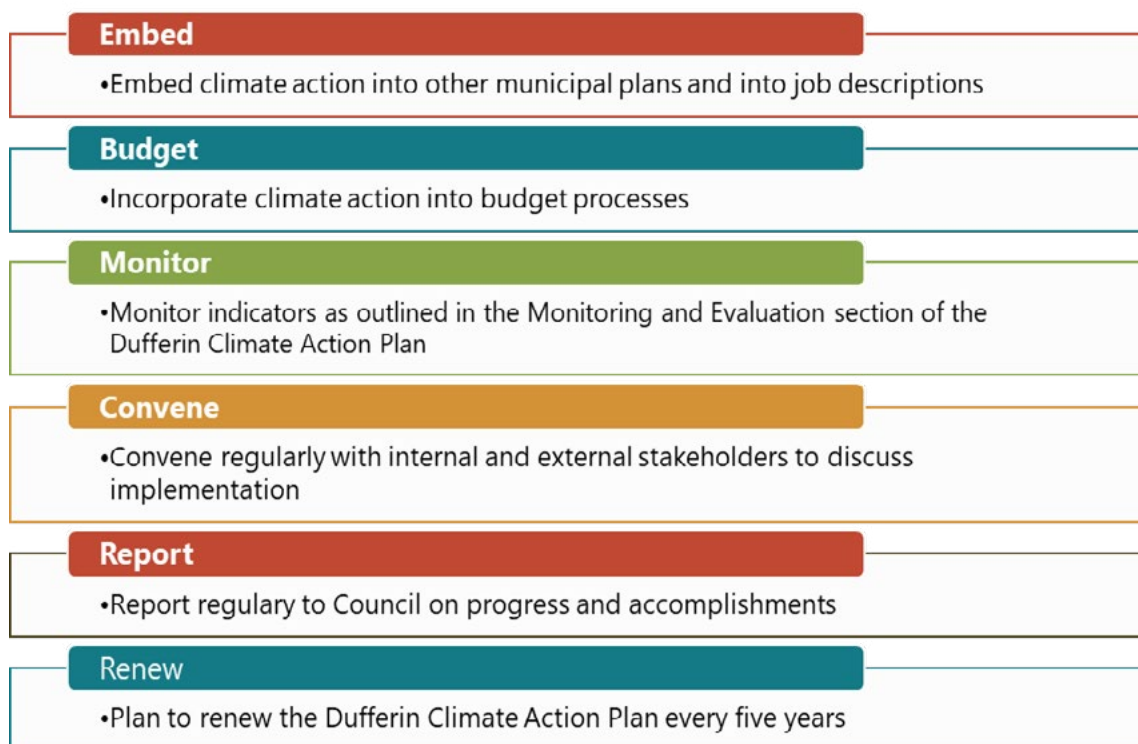 Embed
•Embed climate action into other municipal plans and into job descriptions
Budget
•Incorporate climate action into budget processes
Monitor
•Monitor indicators as outlined in the Monitoring and Evaluation section of the
Dufferin Climate Action Plan
Convene
•Convene regularly with internal and external stakeholders to discuss
implementation
Report
•Report regulary to Council on progress and accomplishments
Renew
•Plan to renew the Dufferin Climate Action Plan every five years